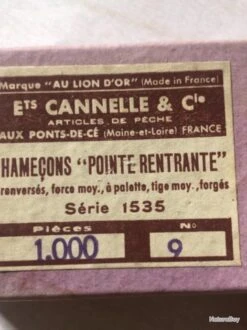 Marque "AU LION D'OR" (Made in France)
ETS CANNELLE & Cie
ARTICLES DE PÊCHE
AUX PONTS-DE-CÉ (Maine-et-Loire) FRANCE
HAMEÇONS "POINTE RENTRANTE"
renversés, force moy., à palette, tige moy., forgés
Série 1535
Pièces No
1.000 9
NaturaBuy